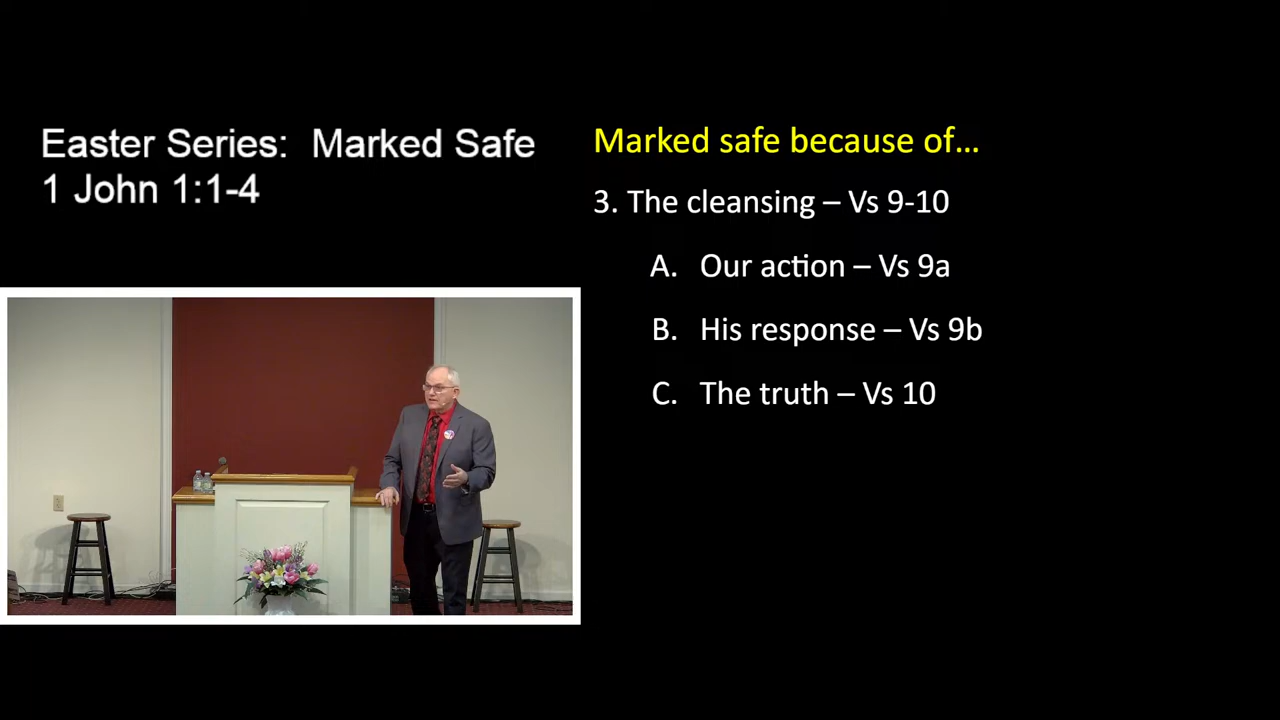 Easter Series:  Marked Safe
1 John 1:1-4
Marked safe because of...
3. The cleansing – Vs 9-10
A. Our action – Vs 9a
B. His response – Vs 9b
C. The truth – Vs 10